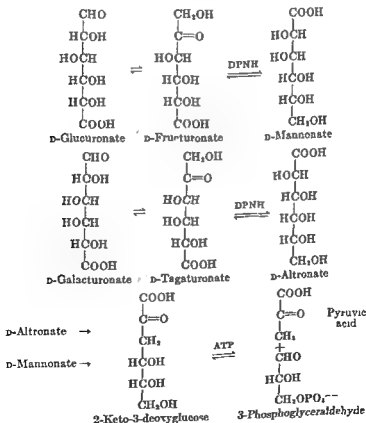 CHO CH₂OH COOH
HCOH C=O HOCH
HOCH ⇌ HOCH DPNH ⇌ HOCH
HCOH HCOH HCOH
HCOH HCOH HCOH
COOH COOH CH₂OH
D-Glucuronate D-Fructuronate D-Mannonate
CHO CH₂OH COOH
HCOH C=O HOCH
HOCH ⇌ HOCH DPNH ⇌ HCOH
HOCH HOCH HCOH
HCOH HCOH HCOH
COOH COOH CH₂OH
D-Galacturonate D-Tagaturonate D-Altronate
COOH COOH
C=O C=O Pyruvic
D-Altronate → CH₂ CH₃ acid
ATP ⇌ +
D-Mannonate → HCOH CHO
HCOH HCOH
CH₂OH CH₂OPO₃⁻⁻
2-Keto-3-deoxyglucose 3-Phosphoglyceraldehyde